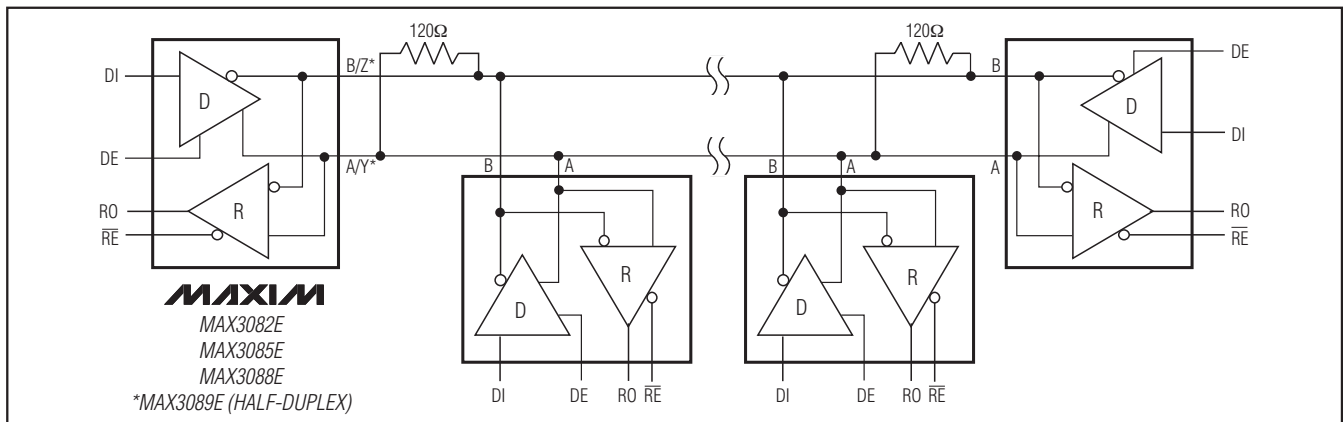 120Ω 120Ω
DI B/Z* B DE
D D
DE A/Y* B A B A A DI
RO R R RO
RE RE
R R
D D
MAXIM
MAX3082E
MAX3085E
MAX3088E
*MAX3089E (HALF-DUPLEX)
DI DE RO RE DI DE RO RE